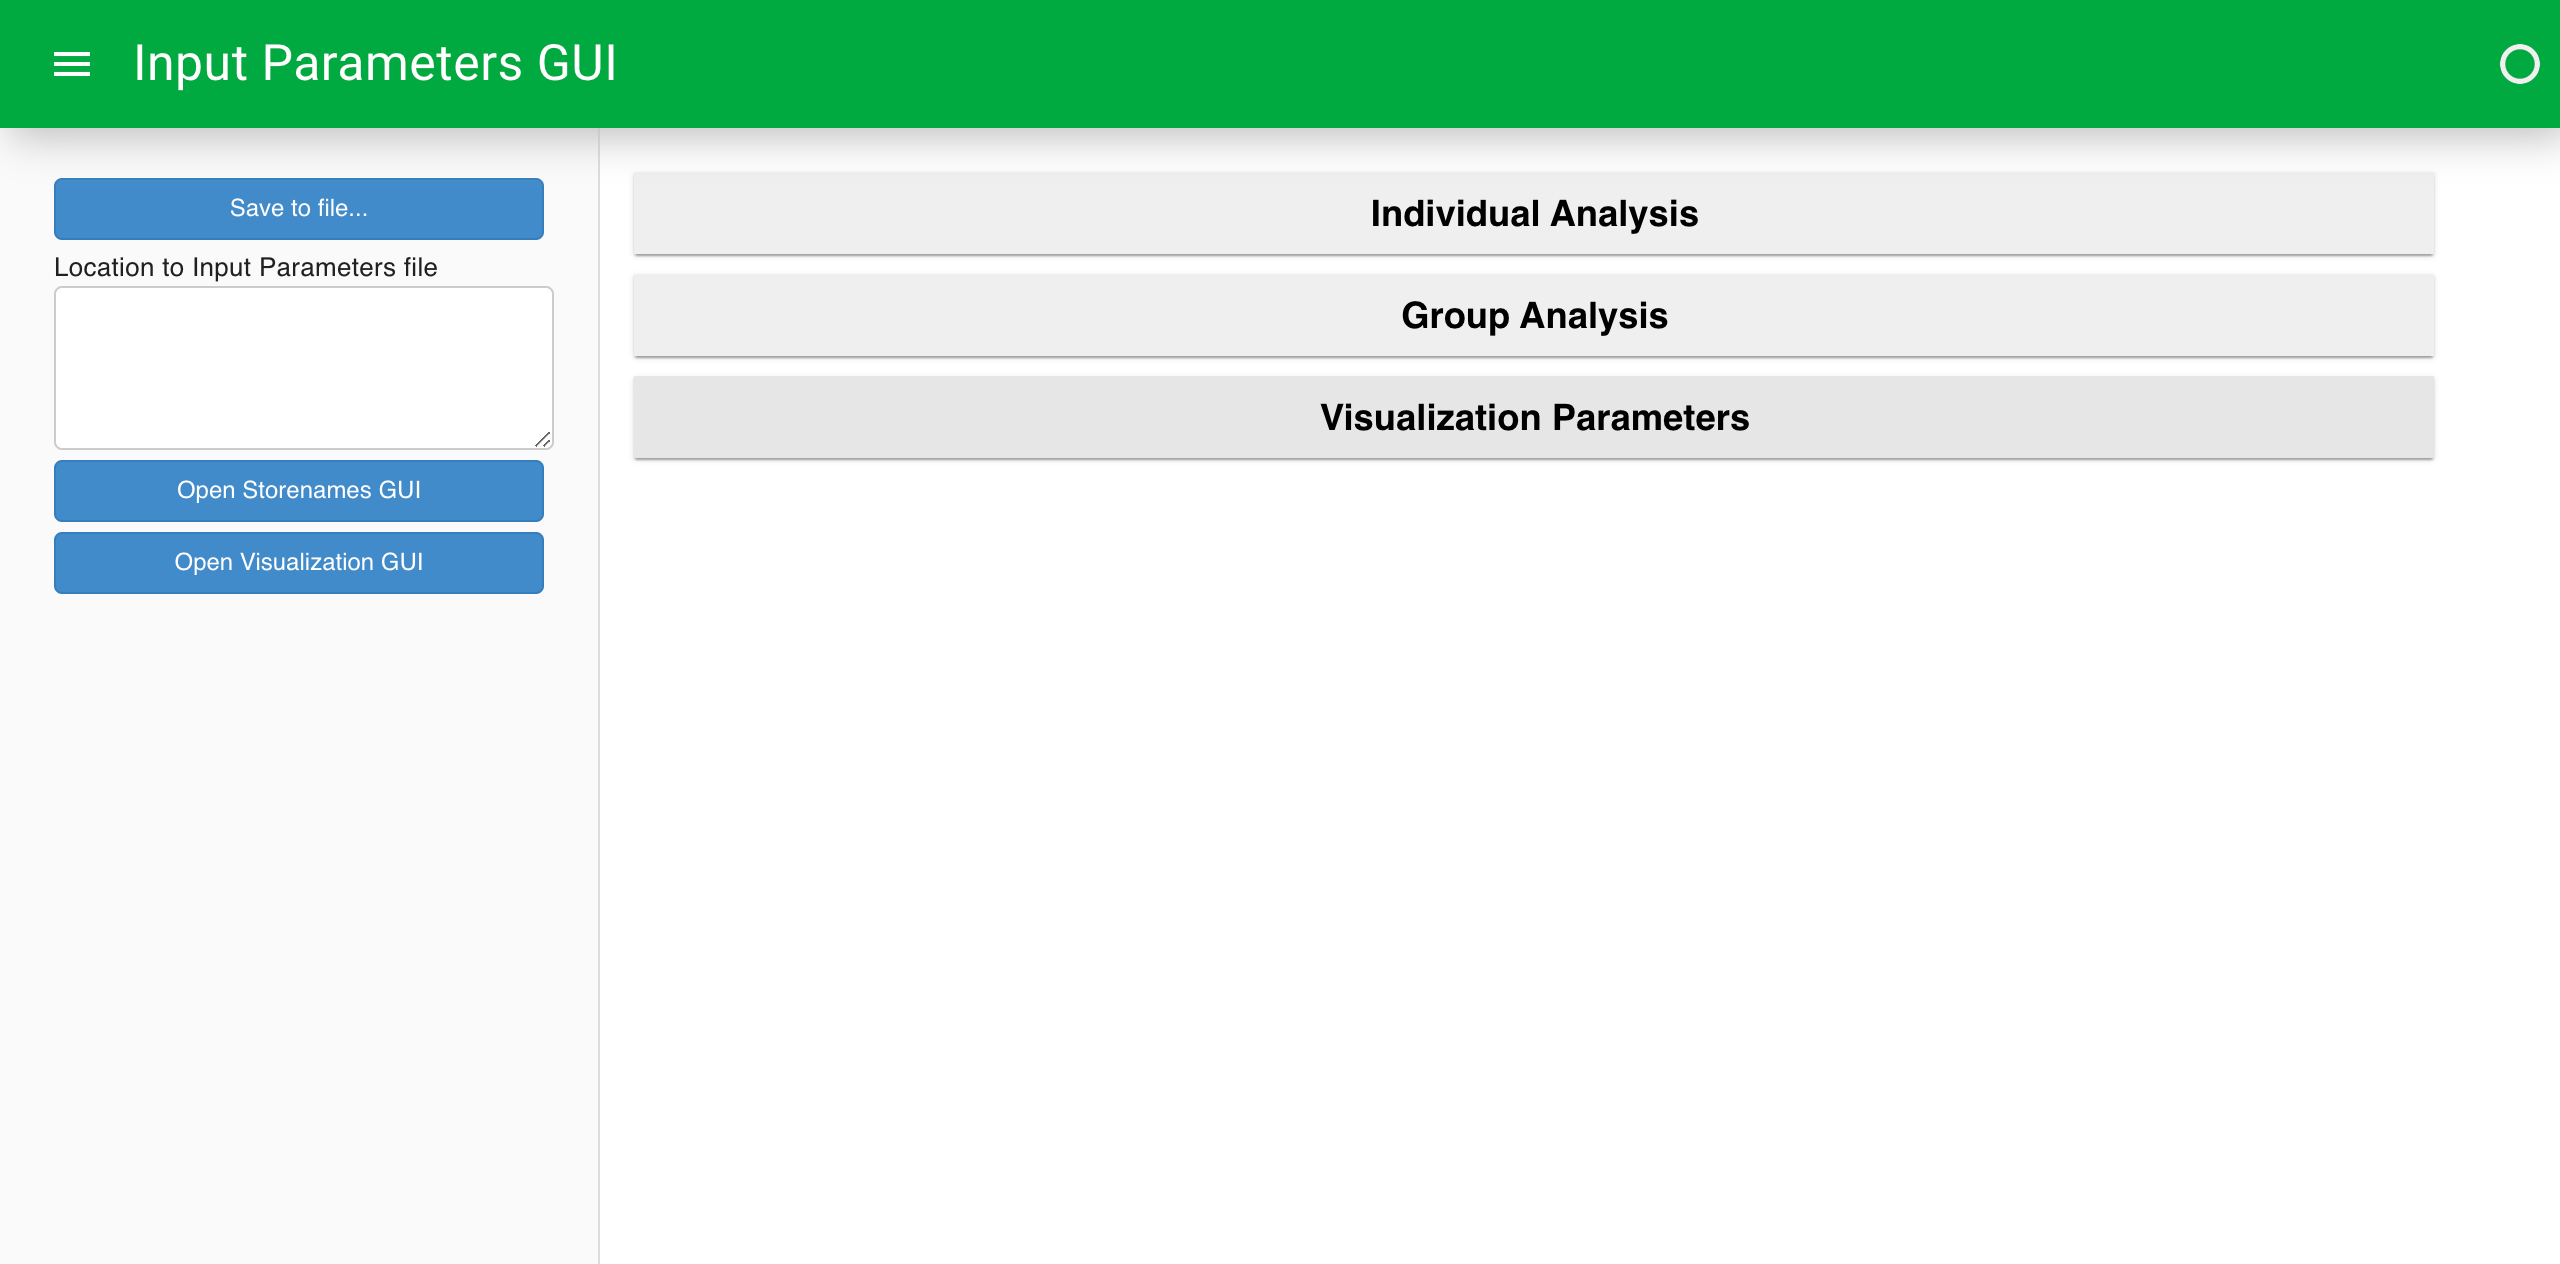 Input Parameters GUI
Save to file...
Location to Input Parameters file
Open Storenames GUI
Open Visualization GUI
Individual Analysis
Group Analysis
Visualization Parameters